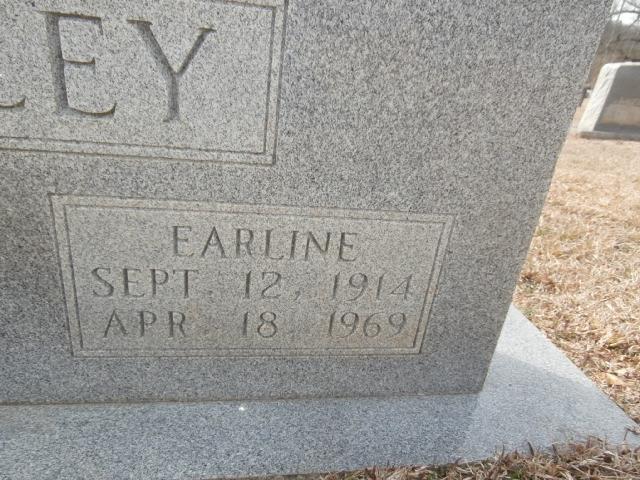 LEY
EARLINE
SEPT. 12, 1914
APR. 18, 1969